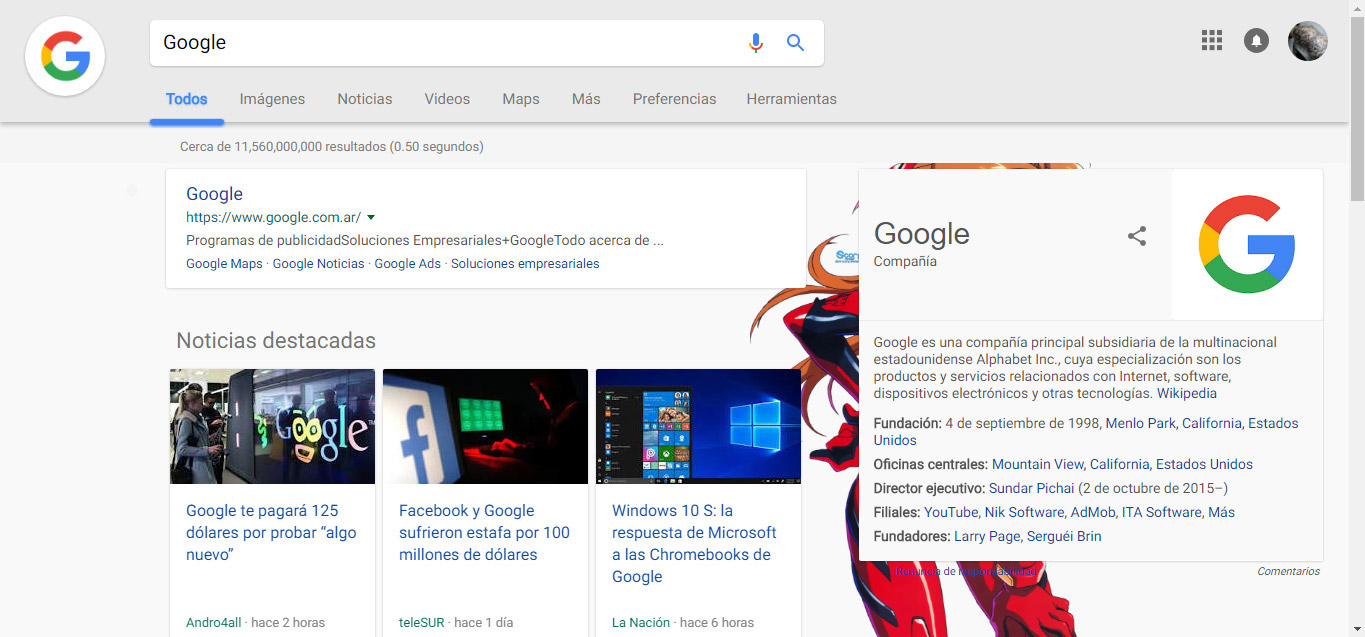 Google
Todos
Imágenes
Noticias
Videos
Maps
Más
Preferencias
Herramientas
Cerca de 11,560,000,000 resultados (0.50 segundos)
Google
https://www.google.com.ar/
Programas de publicidadSoluciones Empresariales+GoogleTodo acerca de ...
Google Maps · Google Noticias · Google Ads · Soluciones empresariales
Noticias destacadas
Google
Google te pagará 125
dólares por probar “algo
nuevo”
Andro4all · hace 2 horas
Facebook y Google
sufrieron estafa por 100
millones de dólares
teleSUR · hace 1 día
Windows 10 S: la
respuesta de Microsoft
a las Chromebooks de
Google
La Nación · hace 6 horas
Google
Compañía
Google es una compañía principal subsidiaria de la multinacional
estadounidense Alphabet Inc., cuya especialización son los
productos y servicios relacionados con Internet, software,
dispositivos electrónicos y otras tecnologías. Wikipedia
Fundación: 4 de septiembre de 1998, Menlo Park, California, Estados
Unidos
Oficinas centrales: Mountain View, California, Estados Unidos
Director ejecutivo: Sundar Pichai (2 de octubre de 2015–)
Filiales: YouTube, Nik Software, AdMob, ITA Software, Más
Fundadores: Larry Page, Serguéi Brin
Renuncia de responsabilidad
Comentarios